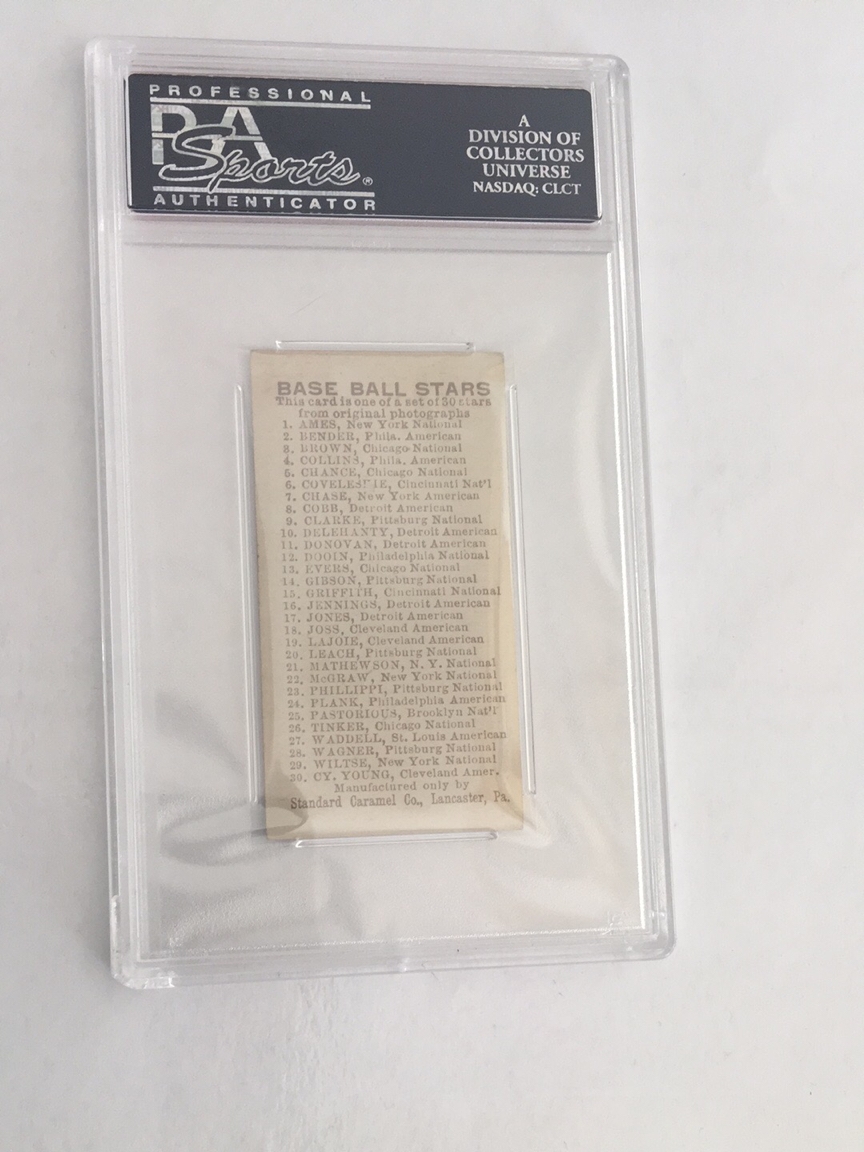 PROFESSIONAL
PSA
Sports®
AUTHENTICATOR
A
DIVISION OF
COLLECTORS
UNIVERSE
NASDAQ: CLCT
BASE BALL STARS
This card is one of a set of 30 stars
from original photographs
1. AMES, New York National
2. BENDER, Phila. American
3. BROWN, Chicago National
4. COLLINS, Phila. American
5. CHANCE, Chicago National
6. COVELESKIE, Cincinnati Nat'l
7. CHASE, New York American
8. COBB, Detroit American
9. CLARKE, Pittsburg National
10. DELEHANTY, Detroit American
11. DONOVAN, Detroit American
12. DOOIN, Philadelphia National
13. EVERS, Chicago National
14. GIBSON, Pittsburg National
15. GRIFFITH, Cincinnati National
16. JENNINGS, Detroit American
17. JONES, Detroit American
18. JOSS, Cleveland American
19. LAJOIE, Cleveland American
20. LEACH, Pittsburg National
21. MATHEWSON, N. Y. National
22. McGRAW, New York National
23. PHILLIPPI, Pittsburg National
24. PLANK, Philadelphia American
25. PASTORIOUS, Brooklyn Nat'l
26. TINKER, Chicago National
27. WADDELL, St. Louis American
28. WAGNER, Pittsburg National
29. WILTSE, New York National
30. CY. YOUNG, Cleveland Amer.
Manufactured only by
Standard Caramel Co., Lancaster, Pa.